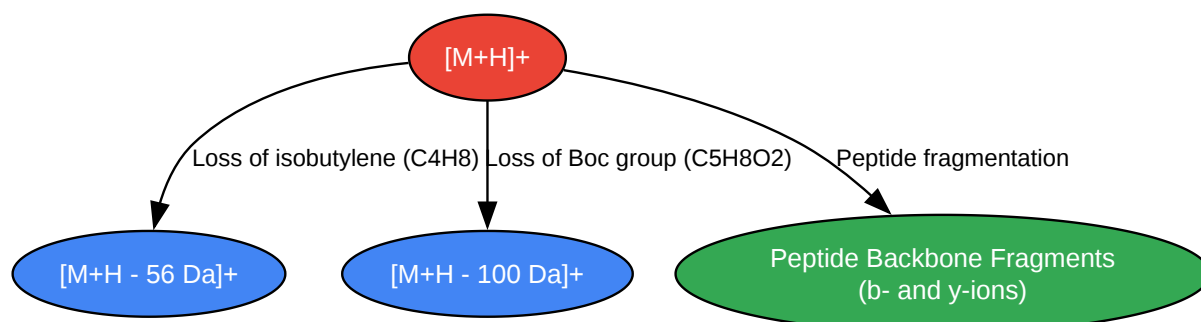 [M+H]+
Loss of isobutylene (C4H8)
Loss of Boc group (C5H8O2)
Peptide fragmentation
[M+H - 56 Da]+
[M+H - 100 Da]+
Peptide Backbone Fragments
(b- and y-ions)